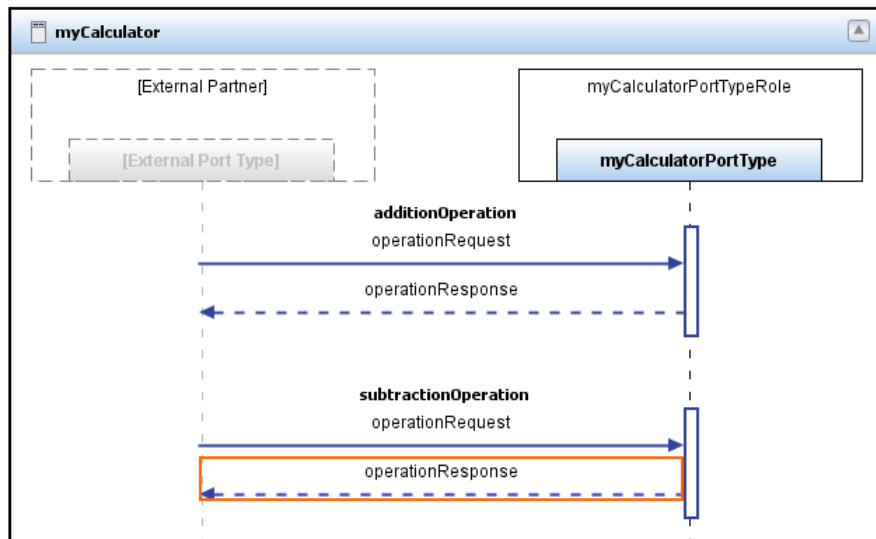 myCalculator
[External Partner]
myCalculatorPortTypeRole
[External Port Type]
myCalculatorPortType
additionOperation
operationRequest
operationResponse
subtractionOperation
operationRequest
operationResponse